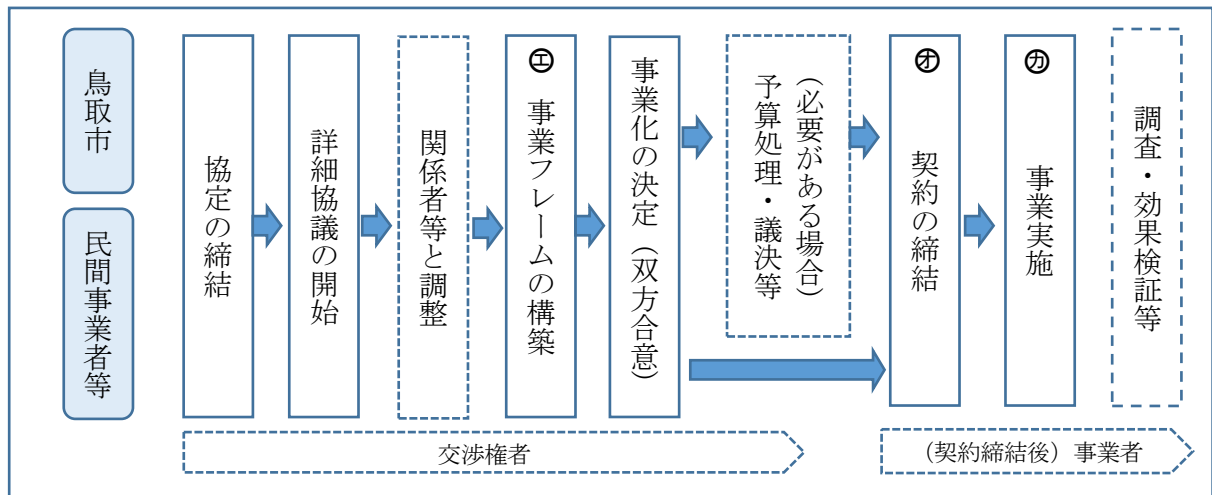 鳥取市
民間事業者等
協定の締結
詳細協議の開始
関係者等と調整
㋓ 事業フレームの構築
事業化の決定（双方合意）
（必要がある場合）
予算処理・議決等
㋔ 契約の締結
㋕ 事業実施
調査・効果検証等
交渉権者
（契約締結後）事業者